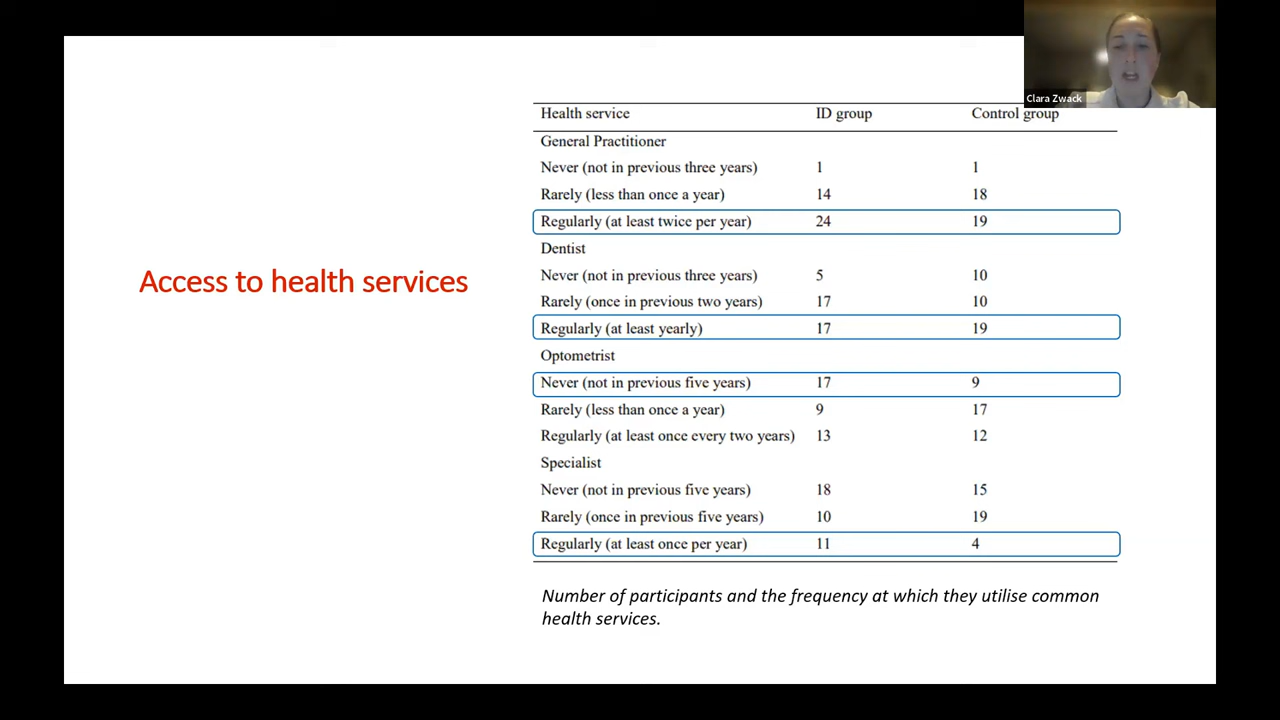 Clara Zwack
Access to health services
Health service ID group Control group
General Practitioner
Never (not in previous three years) 1 1
Rarely (less than once a year) 14 18
Regularly (at least twice per year) 24 19
Dentist
Never (not in previous three years) 5 10
Rarely (once in previous two years) 17 10
Regularly (at least yearly) 17 19
Optometrist
Never (not in previous five years) 17 9
Rarely (less than once a year) 9 17
Regularly (at least once every two years) 13 12
Specialist
Never (not in previous five years) 18 15
Rarely (once in previous five years) 10 19
Regularly (at least once per year) 11 4
Number of participants and the frequency at which they utilise common
health services.